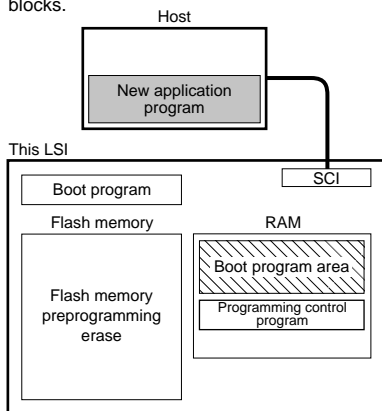 blocks.
Host
New application
program
This LSI
SCI
Boot program
Flash memory
RAM
Boot program area
Flash memory
preprogramming
erase
Programming control
program